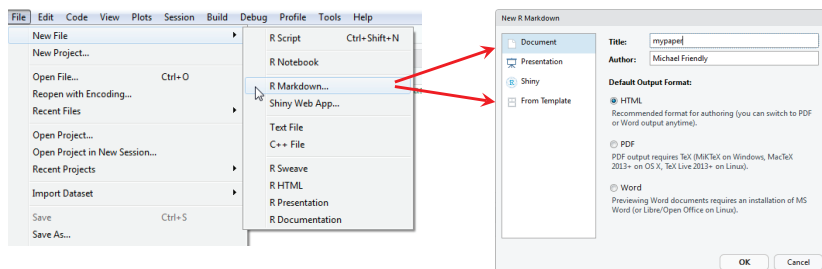 File Edit Code View Plots Session Build Debug Profile Tools Help
New File
New Project...
Open File... Ctrl+O
Reopen with Encoding...
Recent Files
Open Project...
Open Project in New Session...
Recent Projects
Import Dataset
Save Ctrl+S
Save As...
R Script Ctrl+Shift+N
R Notebook
R Markdown...
Shiny Web App...
Text File
C++ File
R Sweave
R HTML
R Presentation
R Documentation
New R Markdown
Document
Presentation
R Shiny
From Template
Title: mypaper
Author: Michael Friendly
Default Output Format:
HTML
Recommended format for authoring (you can switch to PDF
or Word output anytime).
PDF
PDF output requires TeX (MiKTeX on Windows, MacTeX
2013+ on OS X, TeX Live 2013+ on Linux).
Word
Previewing Word documents requires an installation of MS
Word (or Libre/Open Office on Linux).
OK Cancel